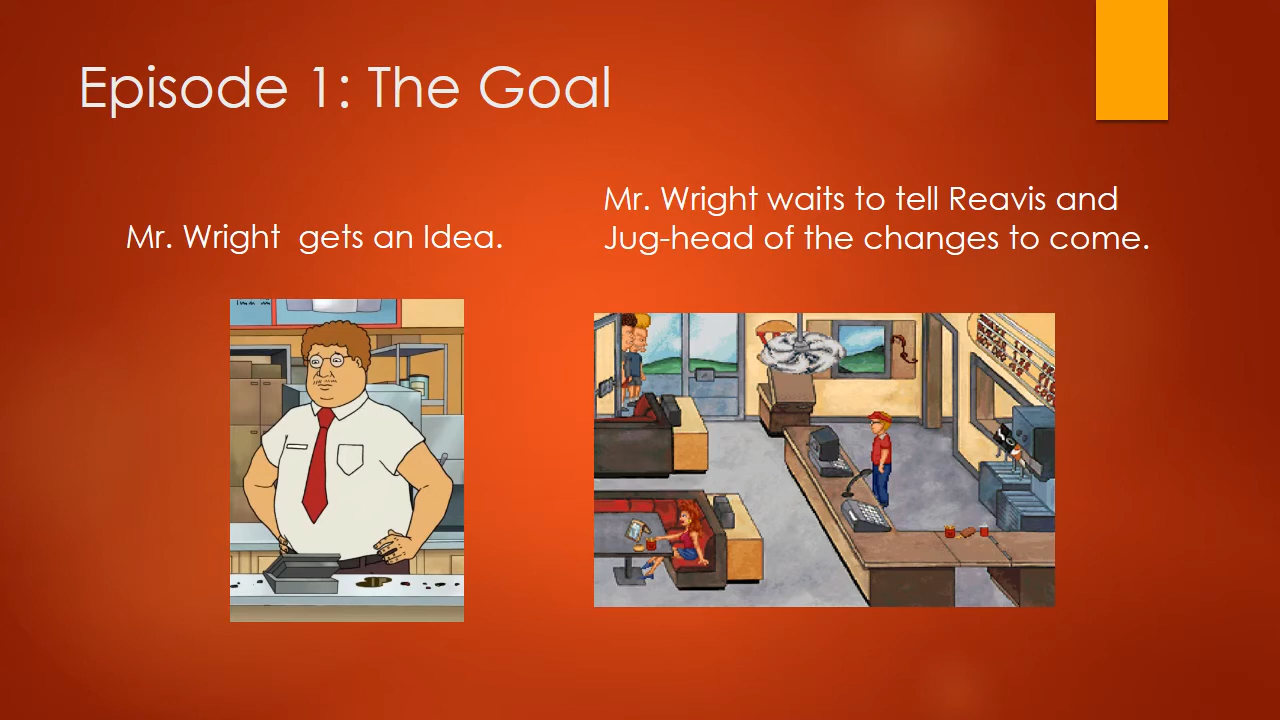 Episode 1: The Goal
Mr. Wright  gets an Idea.
Mr. Wright waits to tell Reavis and
Jug-head of the changes to come.